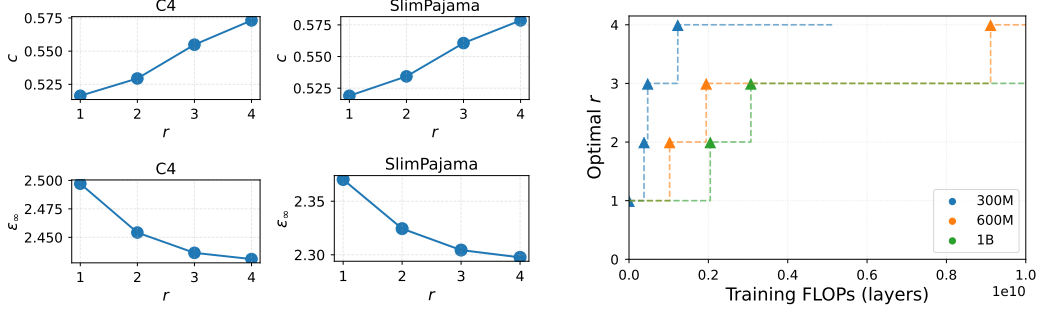 C4
0.575
0.550
0.525
c
1 2 3 4
r
SlimPajama
0.575
0.550
0.525
c
1 2 3 4
r
C4
2.500
2.475
2.450
ε∞
1 2 3 4
r
SlimPajama
2.35
2.30
ε∞
1 2 3 4
r
4
3
2
1
0
Optimal r
0.0 0.2 0.4 0.6 0.8 1.0
Training FLOPs (layers)
1e10
300M
600M
1B